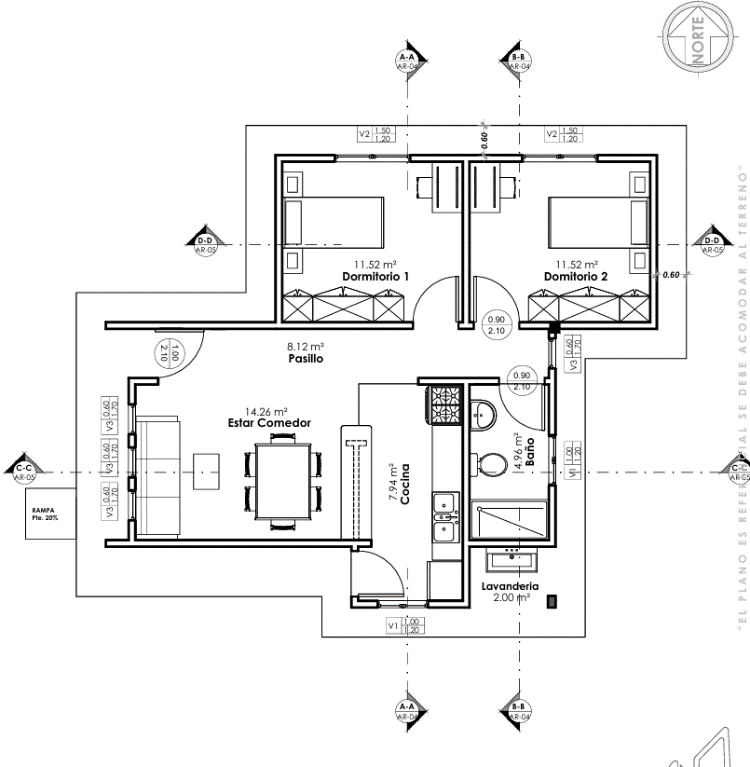 NORTE
A-A
AR-04
B-B
AR-04
V2 1.50
1.20
0.60
V2 1.50
1.20
D-D
AR-05
D-D
AR-05
11.52 m²
Dormitorio 1
11.52 m²
Domitorio 2
0.60
0.90
2.10
1.00
2.10
8.12 m²
Pasillo
V3 0.60
1.70
0.90
2.10
14.26 m²
Estar Comedor
V3 0.60
1.70
V3 0.60
1.70
V3 0.60
1.70
7.94 m²
Cocina
4.96 m²
Baño
V1 1.00
1.20
C-C
AR-05
C-C
AR-05
RAMPA
Pte. 20%
Lavanderia
2.00 m²
V1 1.00
1.20
A-A
AR-04
B-B
AR-04
"EL PLANO ES REFERENCIAL SE DEBE ACOMODAR AL TERRENO"